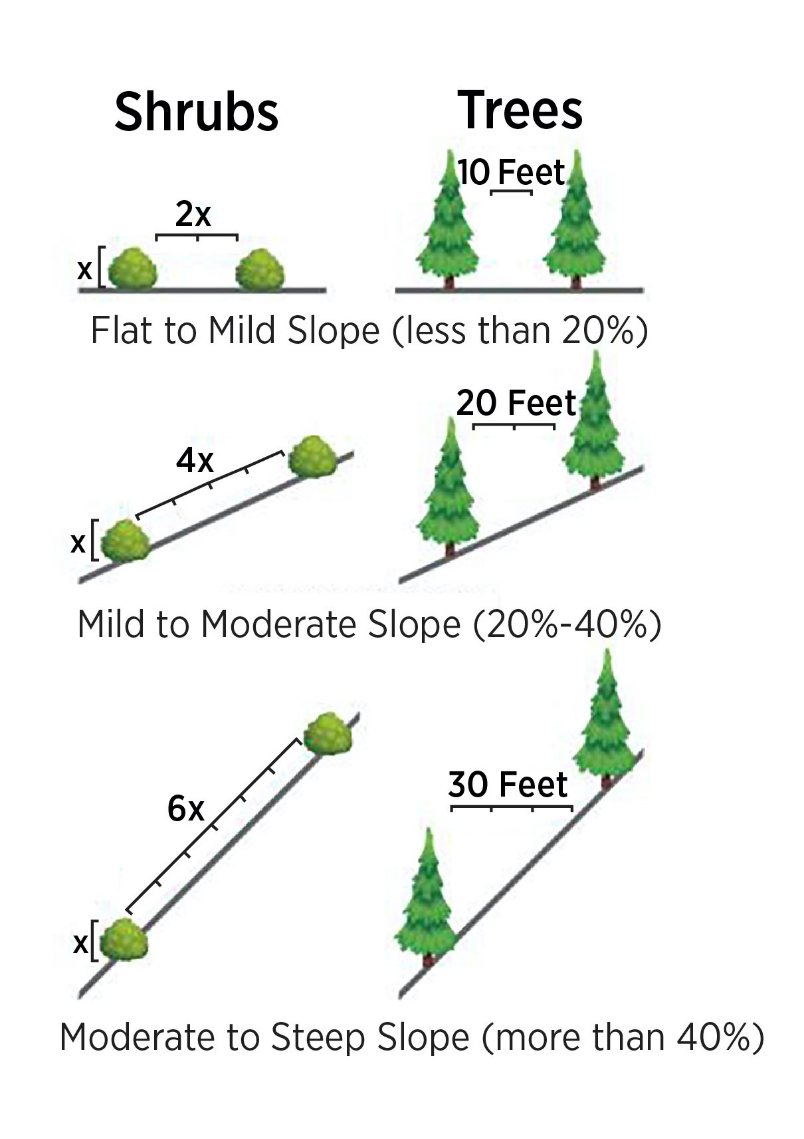 Shrubs
Trees
10 Feet
2x
x
Flat to Mild Slope (less than 20%)
20 Feet
4x
x
Mild to Moderate Slope (20%-40%)
30 Feet
6x
x
Moderate to Steep Slope (more than 40%)